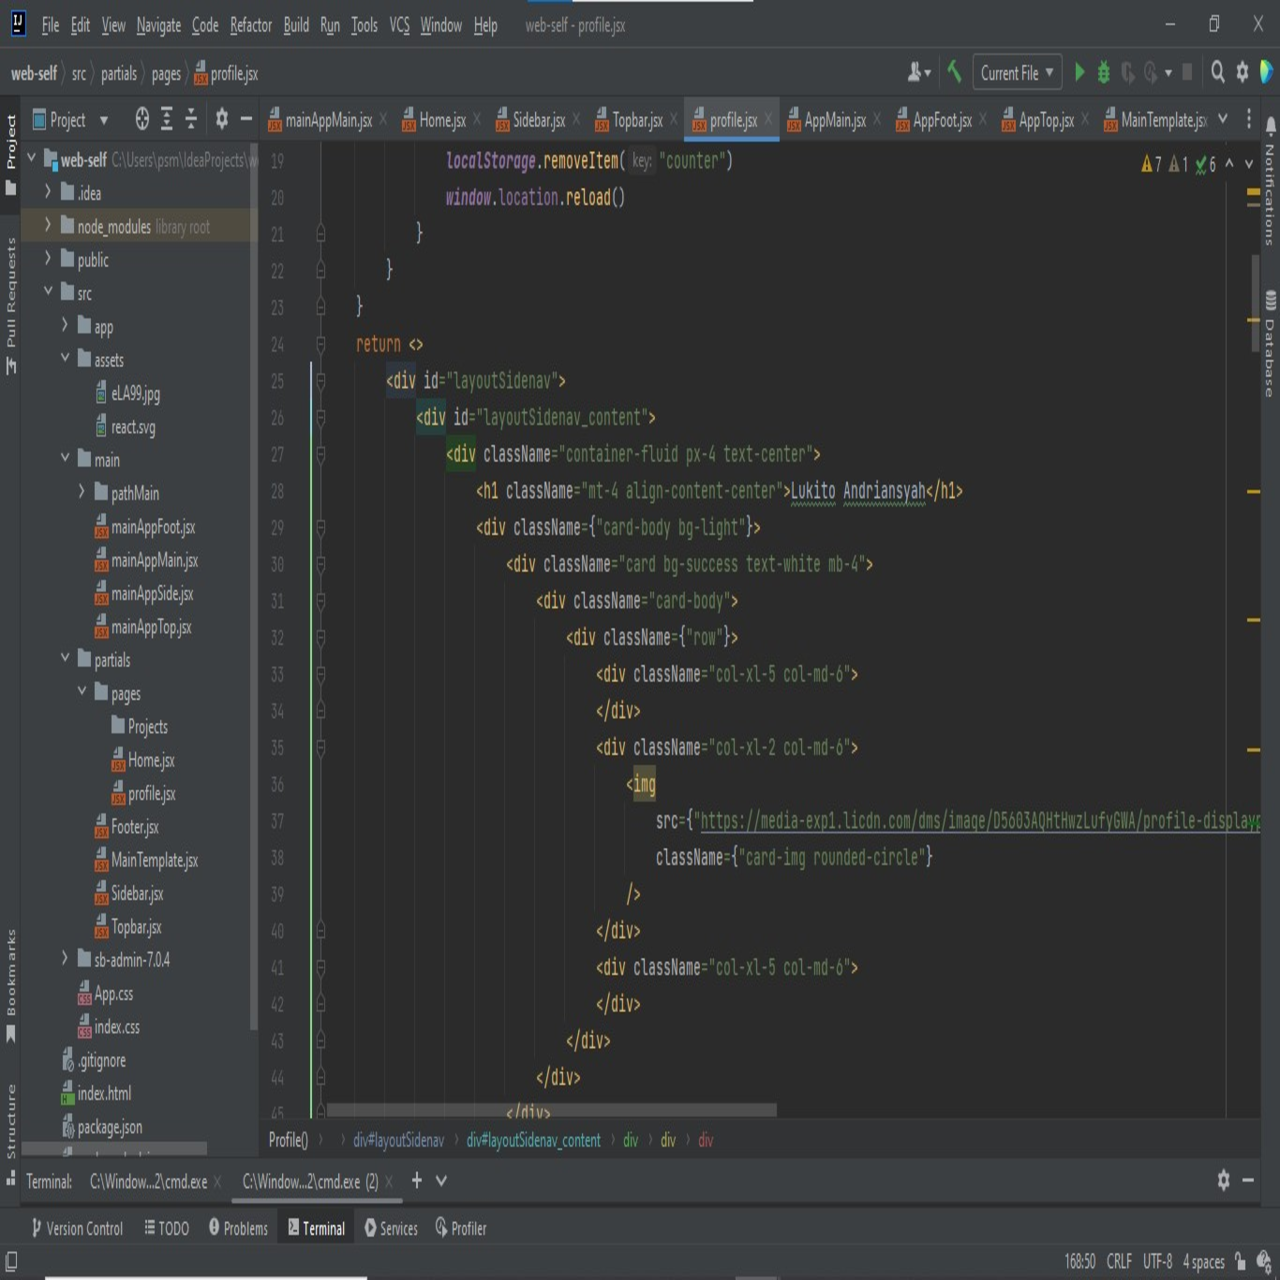 File Edit View Navigate Code Refactor Build Run Tools VCS Window Help web-self - profile.jsx
web-self src partials pages profile.jsx Current File
Project mainAppMain.jsx Home.jsx Sidebar.jsx Topbar.jsx profile.jsx AppMain.jsx AppFoot.jsx AppTop.jsx MainTemplate.jsx
Project
Pull Requests
Bookmarks
Structure
web-self C:\Users\psm\IdeaProjects\w
.idea
node_modules library root
public
src
app
assets
eLA99.jpg
react.svg
main
pathMain
mainAppFoot.jsx
mainAppMain.jsx
mainAppSide.jsx
mainAppTop.jsx
partials
pages
Projects
Home.jsx
profile.jsx
Footer.jsx
MainTemplate.jsx
Sidebar.jsx
Topbar.jsx
sb-admin-7.0.4
App.css
index.css
.gitignore
index.html
package.json
7 1 6
19 localStorage.removeItem( key: "counter")
20 window.location.reload()
21 }
22 }
23 }
24 return <>
25 <div id="layoutSidenav">
26 <div id="layoutSidenav_content">
27 <div className="container-fluid px-4 text-center">
28 <h1 className="mt-4 align-content-center">Lukito Andriansyah</h1>
29 <div className={"card-body bg-light"}>
30 <div className="card bg-success text-white mb-4">
31 <div className="card-body">
32 <div className={"row"}>
33 <div className="col-xl-5 col-md-6">
34 </div>
35 <div className="col-xl-2 col-md-6">
36 <img
37 src={"https://media-exp1.licdn.com/dms/image/D5603AQHtHwzLufyGWA/profile-display
38 className={"card-img rounded-circle"}
39 />
40 </div>
41 <div className="col-xl-5 col-md-6">
42 </div>
43 </div>
44 </div>
45 </div>
Notifications
Database
Profile() div#layoutSidenav div#layoutSidenav_content div div div
Terminal: C:\Window...2\cmd.exe C:\Window...2\cmd.exe (2)
Version Control TODO Problems Terminal Services Profiler
168:50 CRLF UTF-8 4 spaces